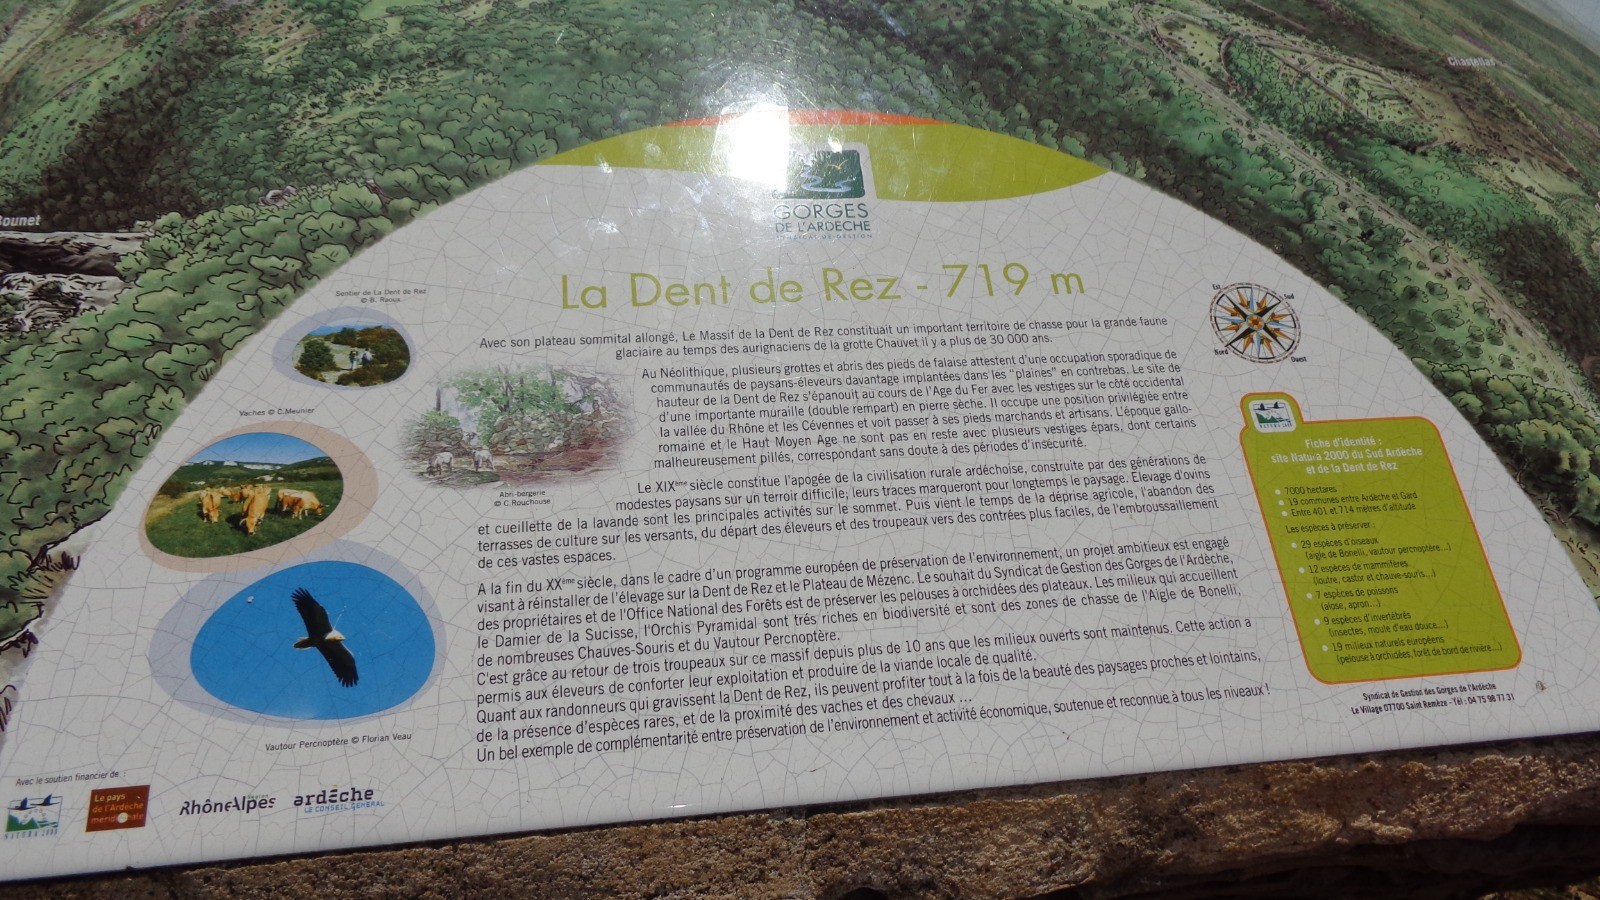 Chastellas
Bounet
GORGES
DE L'ARDÈCHE
SYNDICAT DE GESTION
La Dent de Rez - 719 m
Sentier de La Dent de Rez
© B. Raoux
Avec son plateau sommital allongé, Le Massif de la Dent de Rez constituait un important territoire de chasse pour la grande faune
glaciaire au temps des aurignaciens de la grotte Chauvet il y a plus de 30 000 ans.
Au Néolithique, plusieurs grottes et abris des pieds de falaise attestent d'une occupation sporadique de
communautés de paysans-éleveurs davantage implantées dans les "plaines" en contrebas. Le site de
hauteur de la Dent de Rez s'épanouit au cours de l'Age du Fer avec les vestiges sur le côté occidental
d'une importante muraille (double rempart) en pierre sèche. Il occupe une position privilégiée entre
la vallée du Rhône et les Cévennes et voit passer à ses pieds marchands et artisans. L'époque gallo-
romaine et le Haut Moyen Age ne sont pas en reste avec plusieurs vestiges épars, dont certains
malheureusement pillés, correspondant sans doute à des périodes d'insécurité.
Le XIXème siècle constitue l'apogée de la civilisation rurale ardéchoise, construite par des générations de
modestes paysans sur un terroir difficile; leurs traces marqueront pour longtemps le paysage. Elevage d'ovins
et cueillette de la lavande sont les principales activités sur le sommet. Puis vient le temps de la déprise agricole, l'abandon des
terrasses de culture sur les versants, du départ des éleveurs et des troupeaux vers des contrées plus faciles, de l'embroussaillement
de ces vastes espaces.
A la fin du XXème siècle, dans le cadre d'un programme européen de préservation de l'environnement, un projet ambitieux est engagé
visant à réinstaller de l'élevage sur la Dent de Rez et le Plateau de Mézenc. Le souhait du Syndicat de Gestion des Gorges de l'Ardèche,
des propriétaires et de l'Office National des Forêts est de préserver les pelouses à orchidées des plateaux. Les milieux qui accueillent
le Damier de la Sucisse, l'Orchis Pyramidal sont très riches en biodiversité et sont des zones de chasse de l'Aigle de Bonelli,
de nombreuses Chauves-Souris et du Vautour Percnoptère.
C'est grâce au retour de trois troupeaux sur ce massif depuis plus de 10 ans que les milieux ouverts sont maintenus. Cette action a
permis aux éleveurs de conforter leur exploitation et produire de la viande locale de qualité.
Quant aux randonneurs qui gravissent la Dent de Rez, ils peuvent profiter tout à la fois de la beauté des paysages proches et lointains,
de la présence d'espèces rares, et de la proximité des vaches et des chevaux ...
Un bel exemple de complémentarité entre préservation de l'environnement et activité économique, soutenue et reconnue à tous les niveaux !
Vaches © C.Meunier
Abri-bergerie
© C.Rouchouse
Vautour Percnoptère © Florian Veau
Est
Sud
Nord
Ouest
NATURA 2000
Fiche d'identité :
site Natura 2000 du Sud Ardèche
et de la Dent de Rez
• 7000 hectares
• 19 communes entre Ardèche et Gard
• Entre 401 et 714 mètres d'altitude
Les espèces à préserver :
• 29 espèces d'oiseaux
(aigle de Bonelli, vautour percnoptère...)
• 12 espèces de mammifères
(loutre, castor et chauve-souris...)
• 7 espèces de poissons
(alose, apron...)
• 9 espèces d'invertébrés
(insectes, moule d'eau douce...)
• 19 milieux naturels européens
(pelouse à orchidées, forêt de bord de rivière...)
Syndicat de Gestion des Gorges de l'Ardèche
Le Village 07700 Saint Remèze - Tél : 04 75 98 77 31
Avec le soutien financier de :
NATURA 2000
Le pays
de l'Ardèche
méridionale
Région
RhôneAlpes
ardèche
LE CONSEIL GENERAL